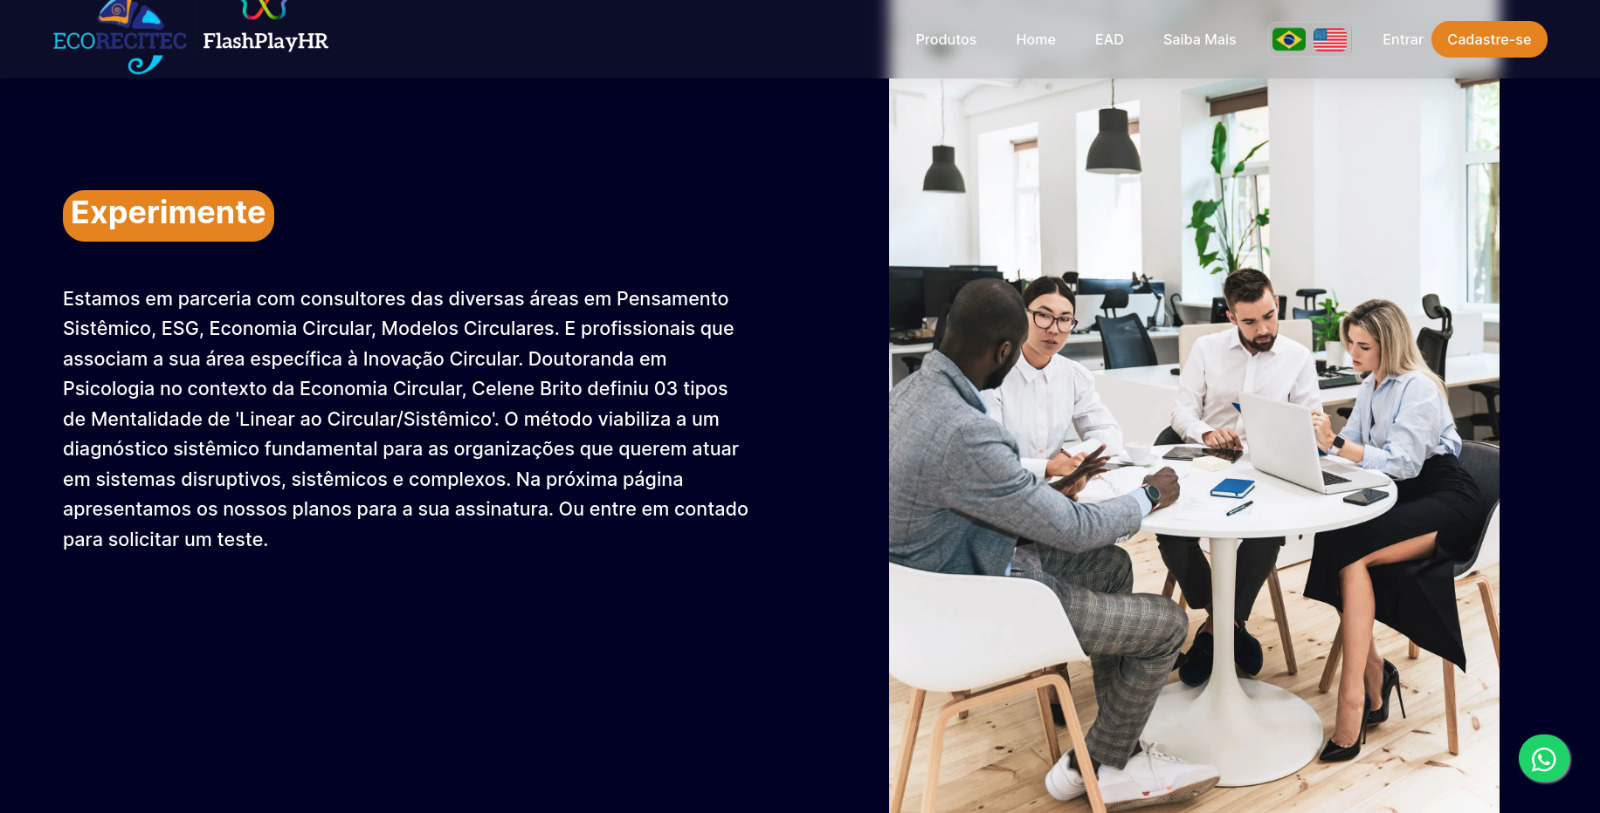 ECORECITEC
FlashPlayHR
Produtos
Home
EAD
Saiba Mais
Entrar
Cadastre-se
Experimente
Estamos em parceria com consultores das diversas áreas em Pensamento
Sistêmico, ESG, Economia Circular, Modelos Circulares. E profissionais que
associam a sua área específica à Inovação Circular. Doutoranda em
Psicologia no contexto da Economia Circular, Celene Brito definiu 03 tipos
de Mentalidade de 'Linear ao Circular/Sistêmico'. O método viabiliza a um
diagnóstico sistêmico fundamental para as organizações que querem atuar
em sistemas disruptivos, sistêmicos e complexos. Na próxima página
apresentamos os nossos planos para a sua assinatura. Ou entre em contado
para solicitar um teste.